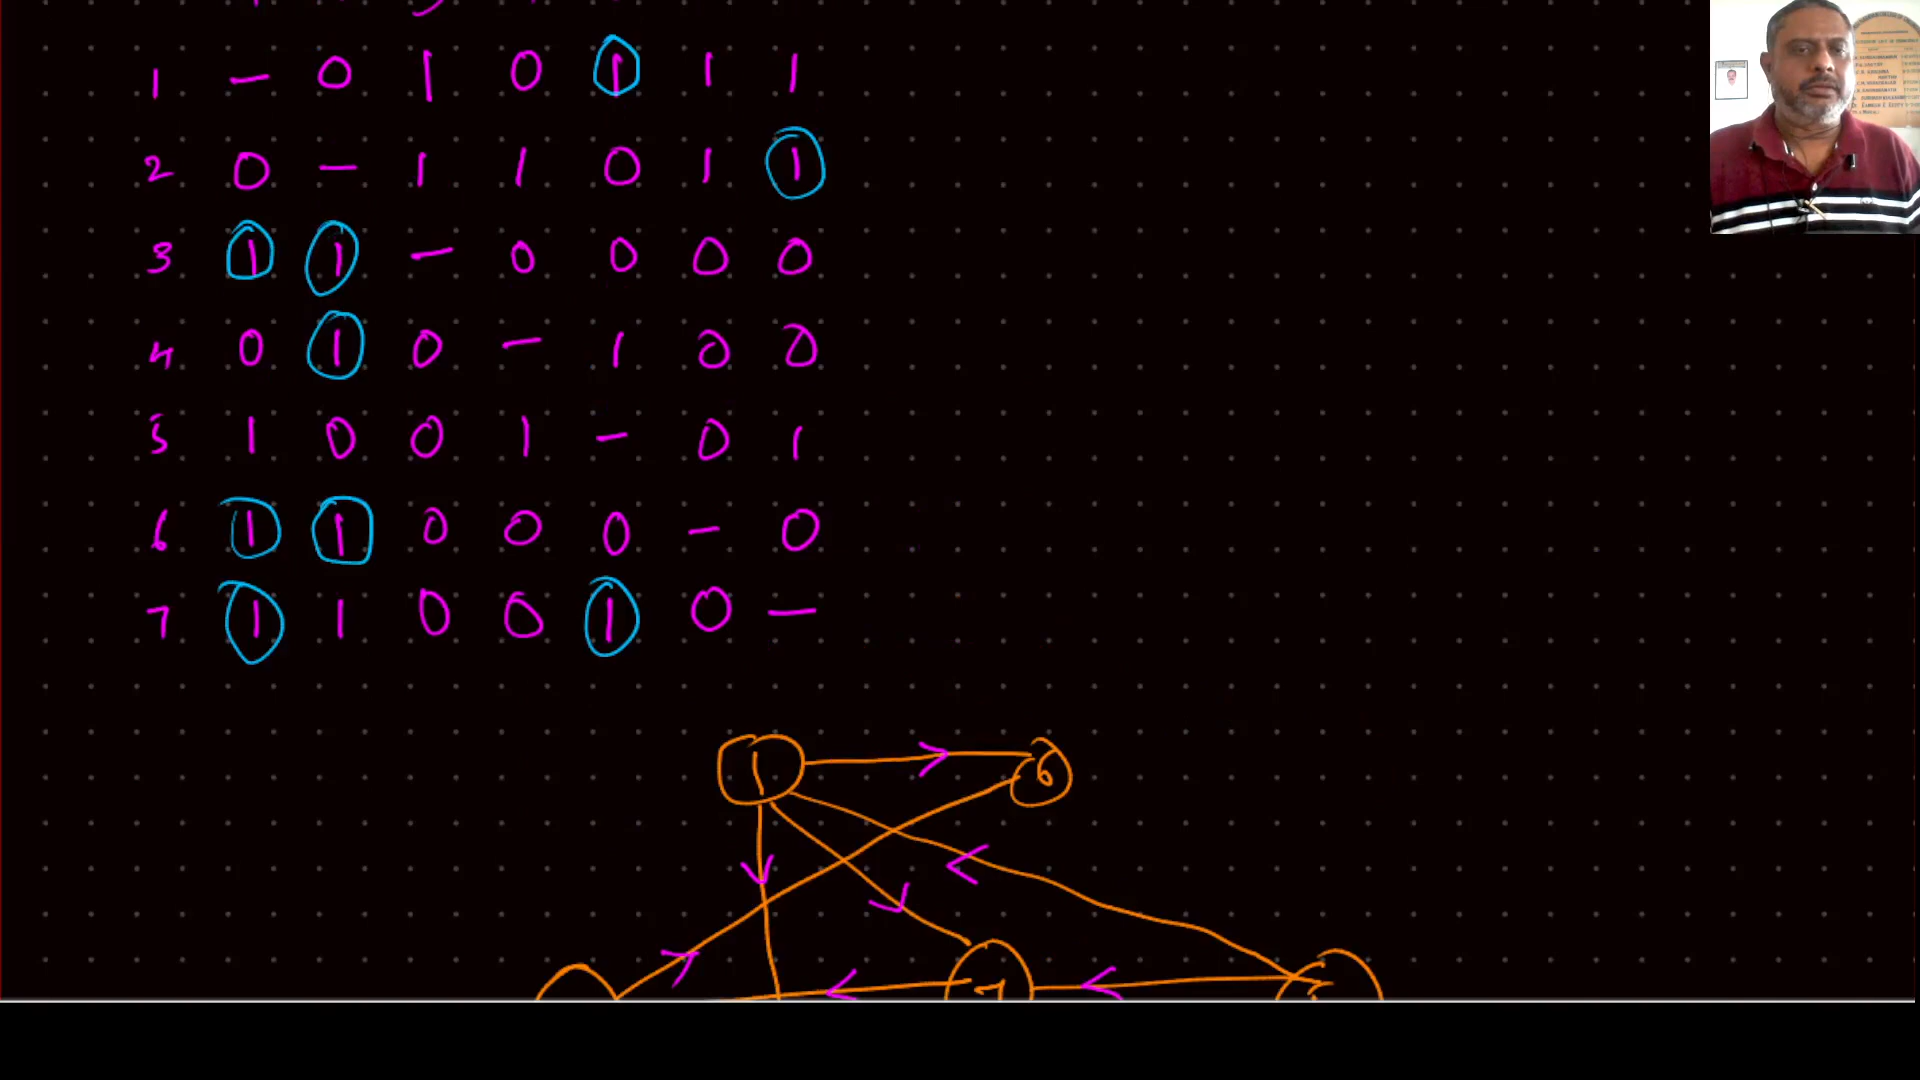 1 – 0 1 0 1 1 1
2 0 – 1 1 0 1 1
3 1 1 – 0 0 0 0
4 0 1 0 – 1 0 0
5 1 0 0 1 – 0 1
6 1 1 0 0 0 – 0
7 1 1 0 0 1 0 –
1 6
7